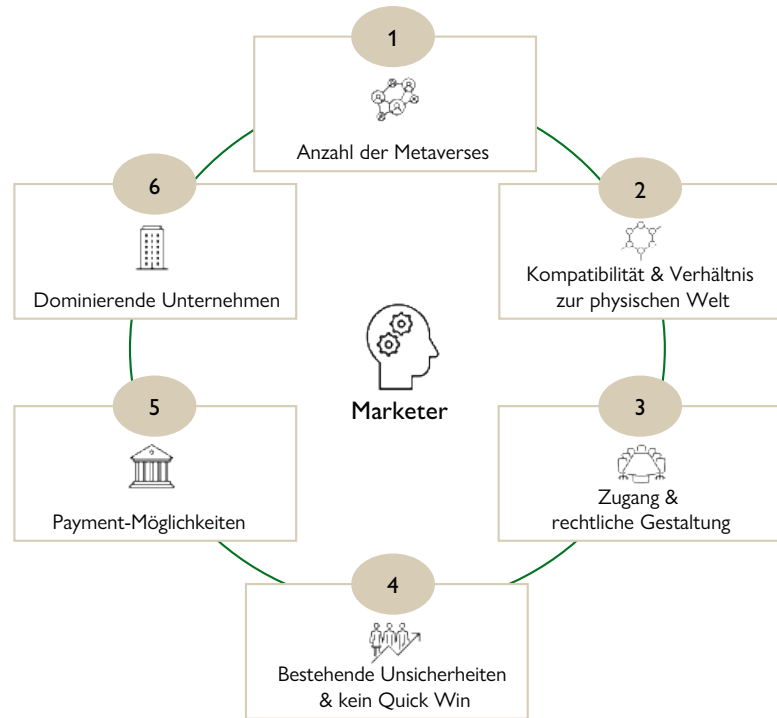 1
Anzahl der Metaverses
2
Kompatibilität & Verhältnis
zur physischen Welt
3
Zugang &
rechtliche Gestaltung
4
Bestehende Unsicherheiten
& kein Quick Win
5
Payment-Möglichkeiten
6
Dominierende Unternehmen
Marketer